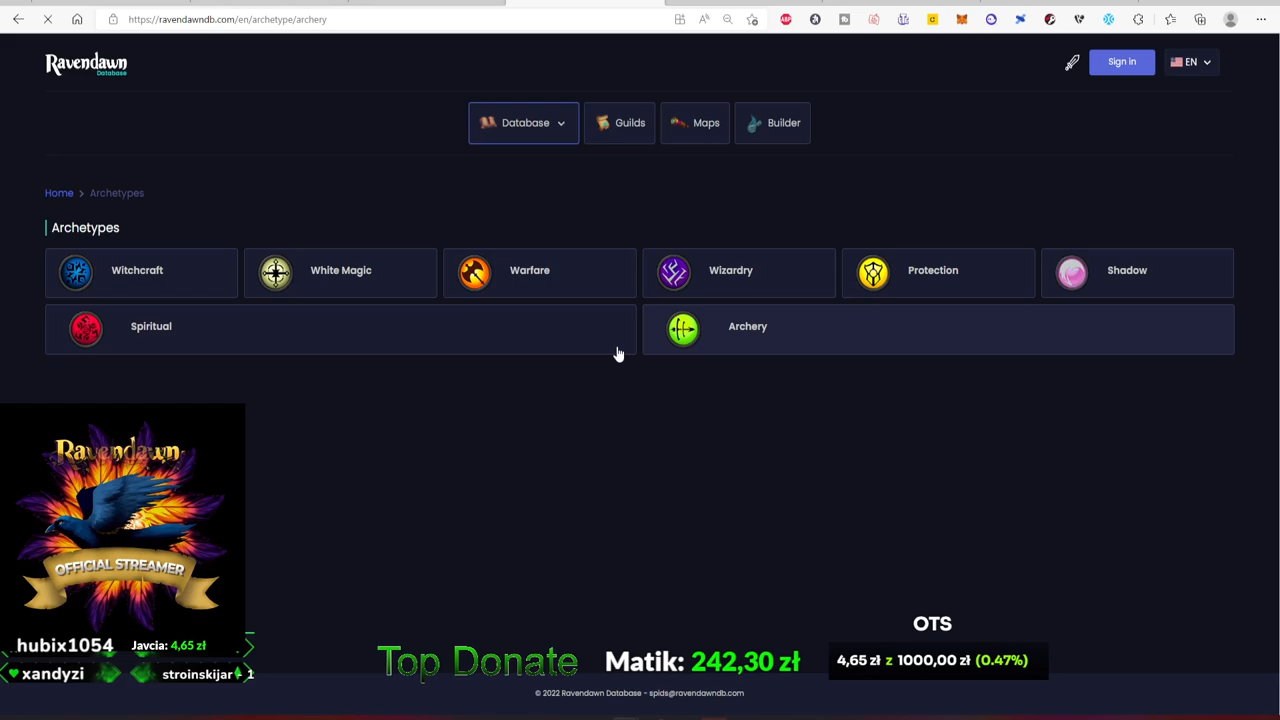 https://ravendawndb.com/en/archetype/archery
ABP
Ravendawn
Database
Sign in
EN
Database
Guilds
Maps
Builder
Home > Archetypes
Archetypes
Witchcraft
White Magic
Warfare
Wizardry
Protection
Shadow
Spiritual
Archery
Ravendawn
OFFICIAL STREAMER
hubix1054
Javcia: 4,65 zł
xandyzi
stroinskijar
1
Top Donate
Matik: 242,30 zł
OTS
4,65 zł z 1000,00 zł (0.47%)
© 2022 Ravendawn Database - spids@ravendawndb.com